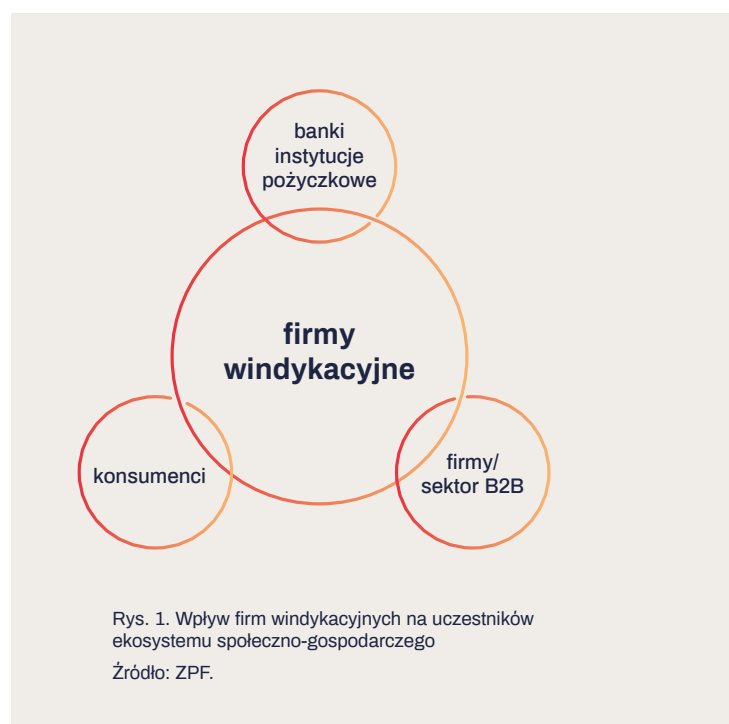 banki
instytucje
pożyczkowe
firmy
windykacyjne
konsumenci
firmy/
sektor B2B
Rys. 1. Wpływ firm windykacyjnych na uczestników
ekosystemu społeczno-gospodarczego
Źródło: ZPF.